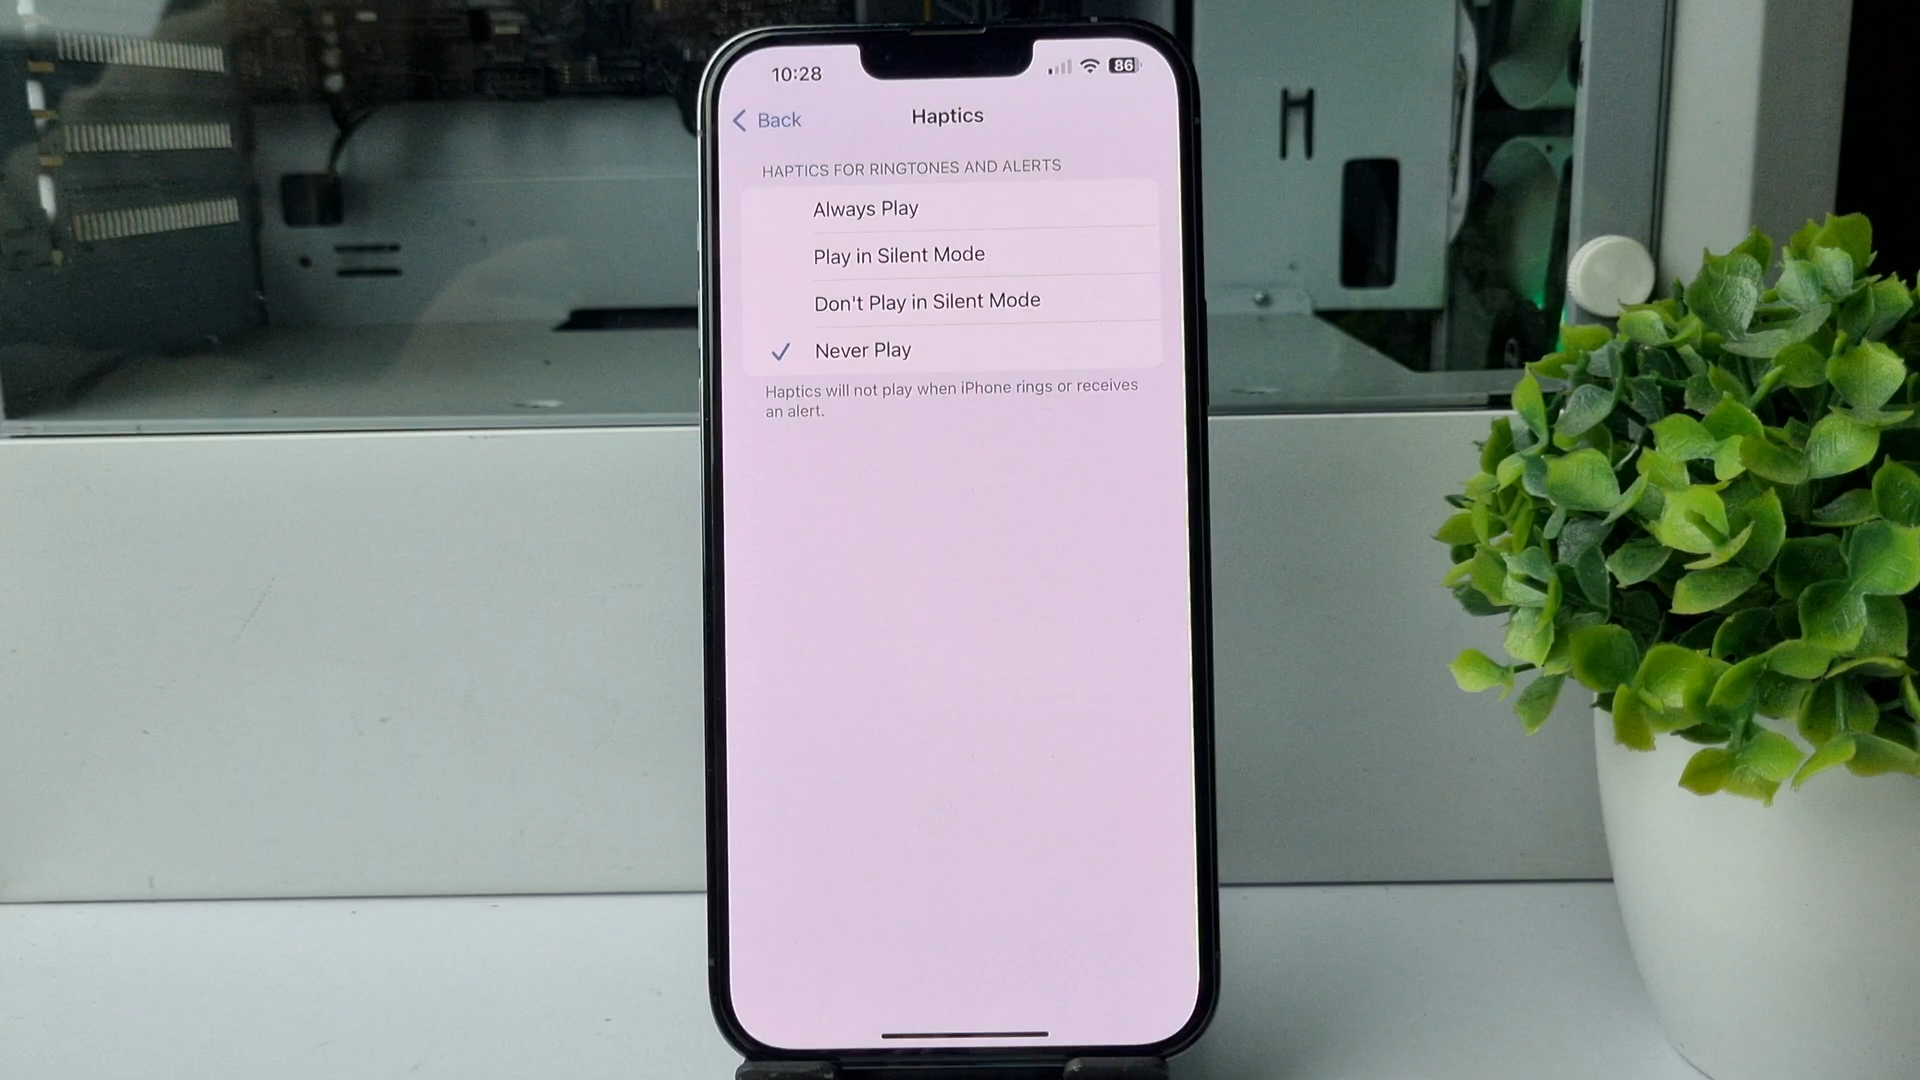 10:28
86
Back
Haptics
HAPTICS FOR RINGTONES AND ALERTS
Always Play
Play in Silent Mode
Don't Play in Silent Mode
Never Play
Haptics will not play when iPhone rings or receives
an alert.